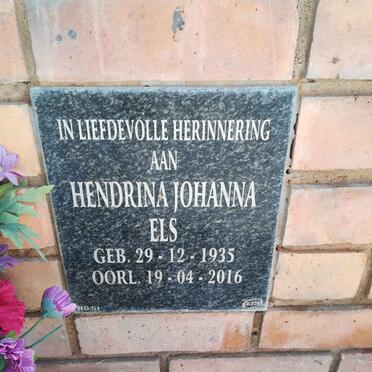 IN LIEFDEVOLLE HERINNERING
AAN
HENDRINA JOHANNA
ELS
GEB. 29 - 12 - 1935
OORL. 19 - 04 - 2016